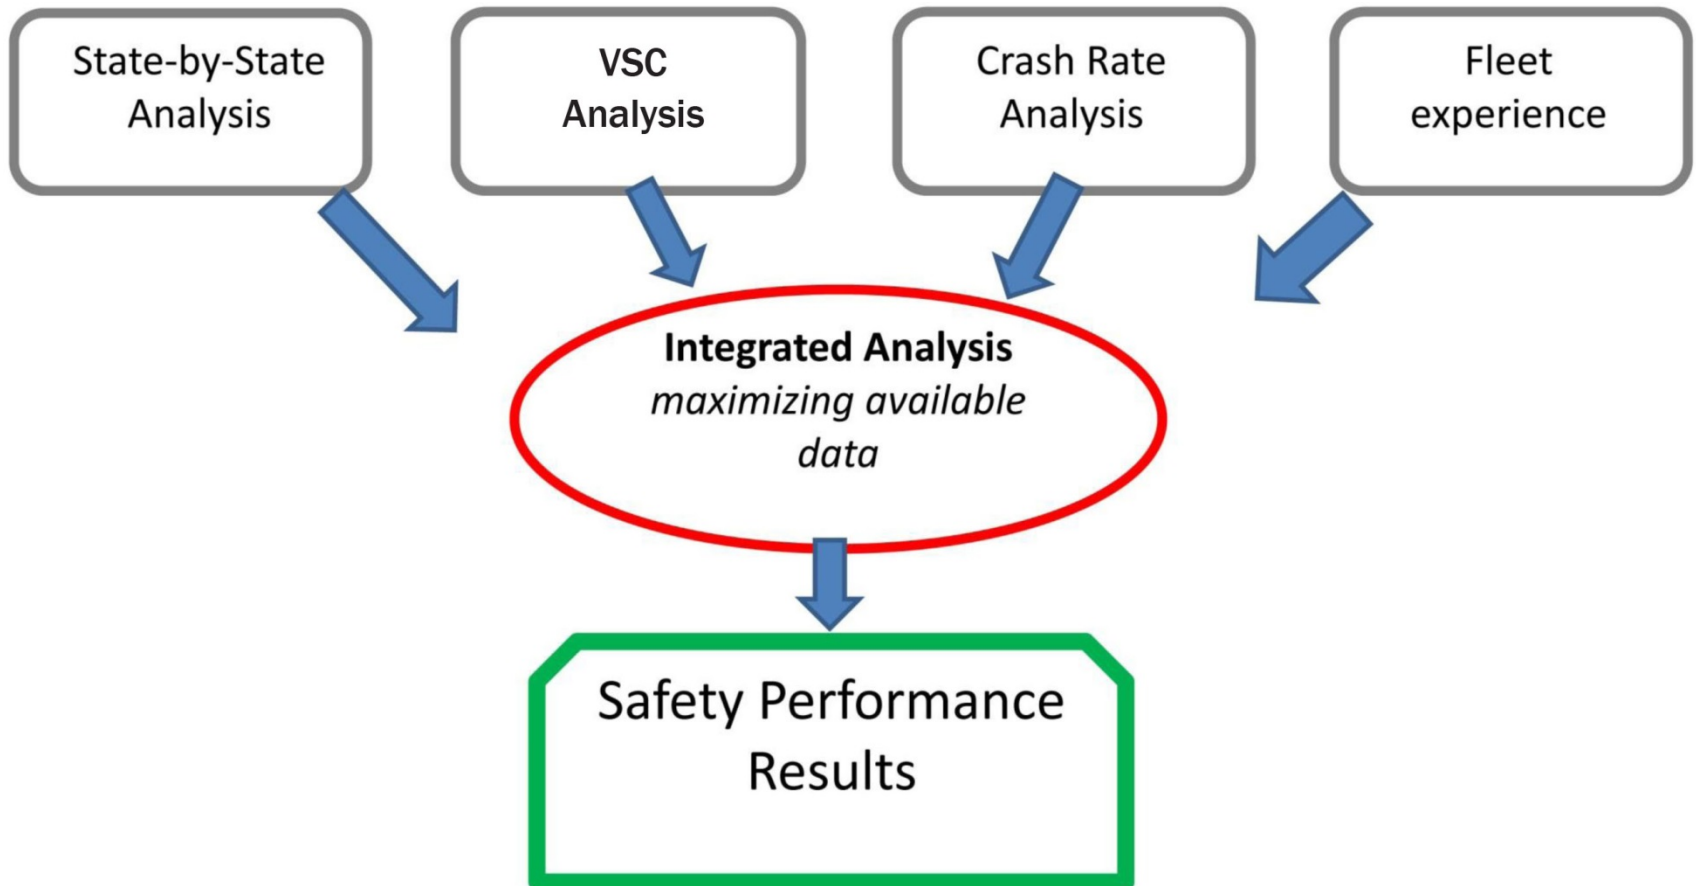 State-by-State
Analysis
VSC
Analysis
Crash Rate
Analysis
Fleet
experience
Integrated Analysis
maximizing available
data
Safety Performance
Results